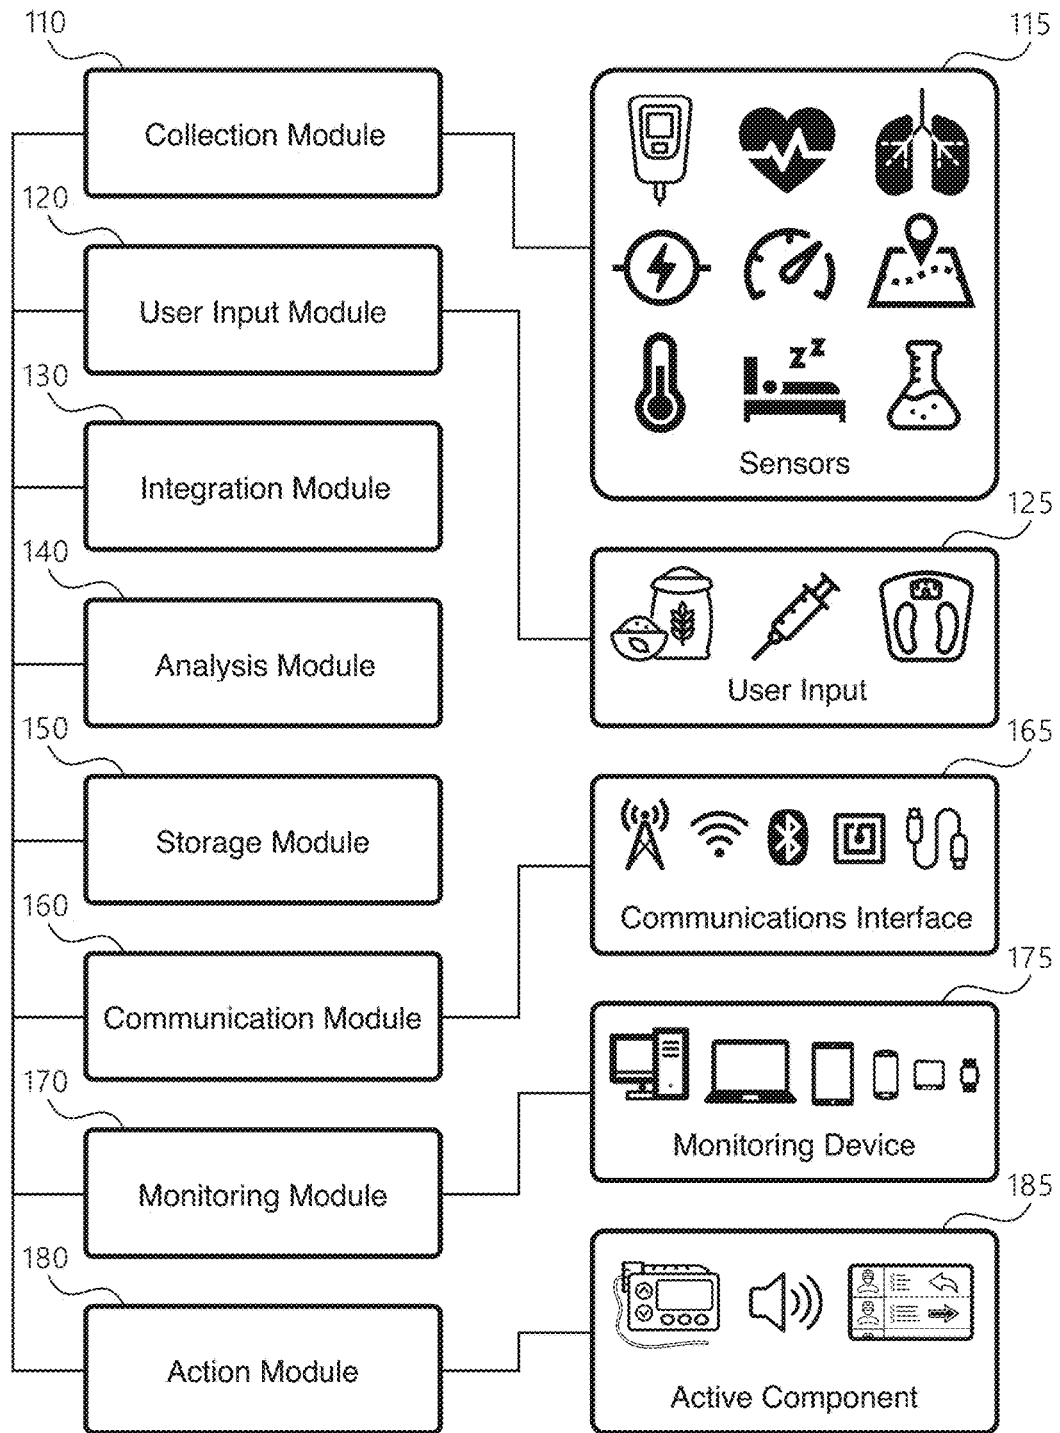 110
115
Collection Module
120
User Input Module
z z
130
Sensors
Integration Module
125
140
Analysis Module
User Input
150
165
Storage Module
160
Communications Interface
175
Communication Module
170
Monitoring Device
Monitoring Module
185
180
Action Module
Active Component